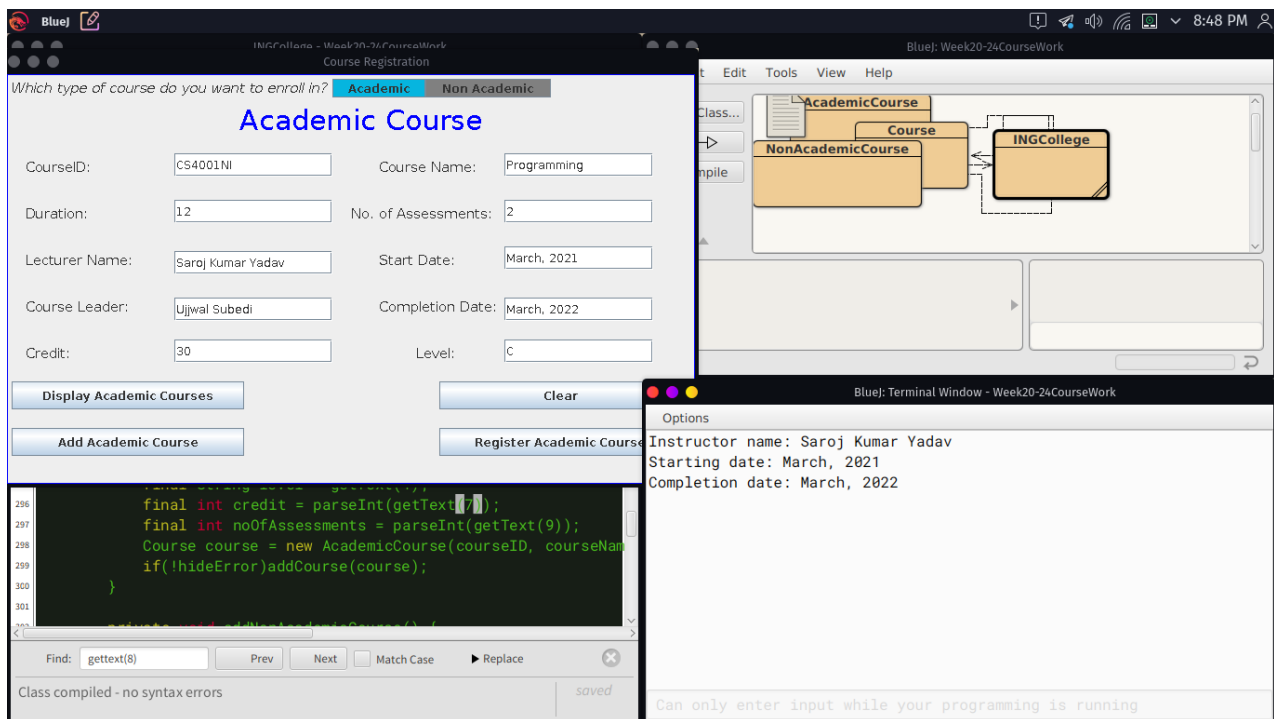 BlueJ
8:48 PM
INGCollege - Week20-24CourseWork
BlueJ: Week20-24CourseWork
Course Registration
Which type of course do you want to enroll in? Academic Non Academic
Academic Course
CourseID: CS4001NI Course Name: Programming
Duration: 12 No. of Assessments: 2
Lecturer Name: Saroj Kumar Yadav Start Date: March, 2021
Course Leader: Ujjwal Subedi Completion Date: March, 2022
Credit: 30 Level: C
Display Academic Courses Clear
Add Academic Course Register Academic Course
t Edit Tools View Help
Class...
mpile
AcademicCourse
Course
INGCollege
NonAcademicCourse
BlueJ: Terminal Window - Week20-24CourseWork
Options
Instructor name: Saroj Kumar Yadav
Starting date: March, 2021
Completion date: March, 2022
Can only enter input while your programming is running
296 final int credit = parseInt(getText(7));
297 final int noOfAssessments = parseInt(getText(9));
298 Course course = new AcademicCourse(courseID, courseNam
299 if(!hideError)addCourse(course);
300 }
301
Find: gettext(8) Prev Next Match Case Replace
Class compiled - no syntax errors saved